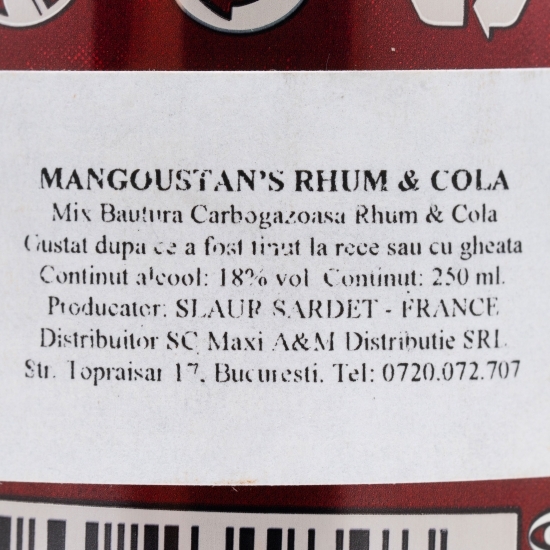 MANGOUSTAN'S RHUM & COLA
Mix Bautura Carbogazoasa Rhum & Cola
Gustat dupa ce a fost tinut la rece sau cu gheata
Continut alcool: 18% vol Continut: 250 ml.
Producator: SLAUR SARDET - FRANCE
Distribuitor SC Maxi A&M Distributie SRL
Str. Topraisar 17, Bucuresti. Tel: 0720.072.707